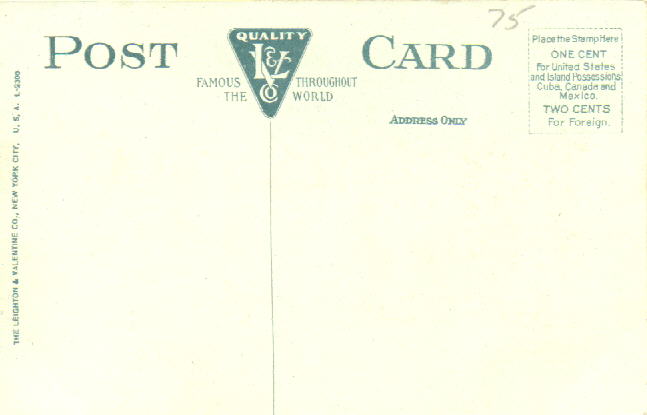 75
POST CARD
QUALITY
L & V
CO
FAMOUS THROUGHOUT
THE WORLD
ADDRESS ONLY
Place the Stamp Here
ONE CENT
For United States
and Island Possessions
Cuba, Canada and
Mexico.
TWO CENTS
For Foreign.
THE LEIGHTON & VALENTINE CO., NEW YORK CITY, U. S. A. L-2300